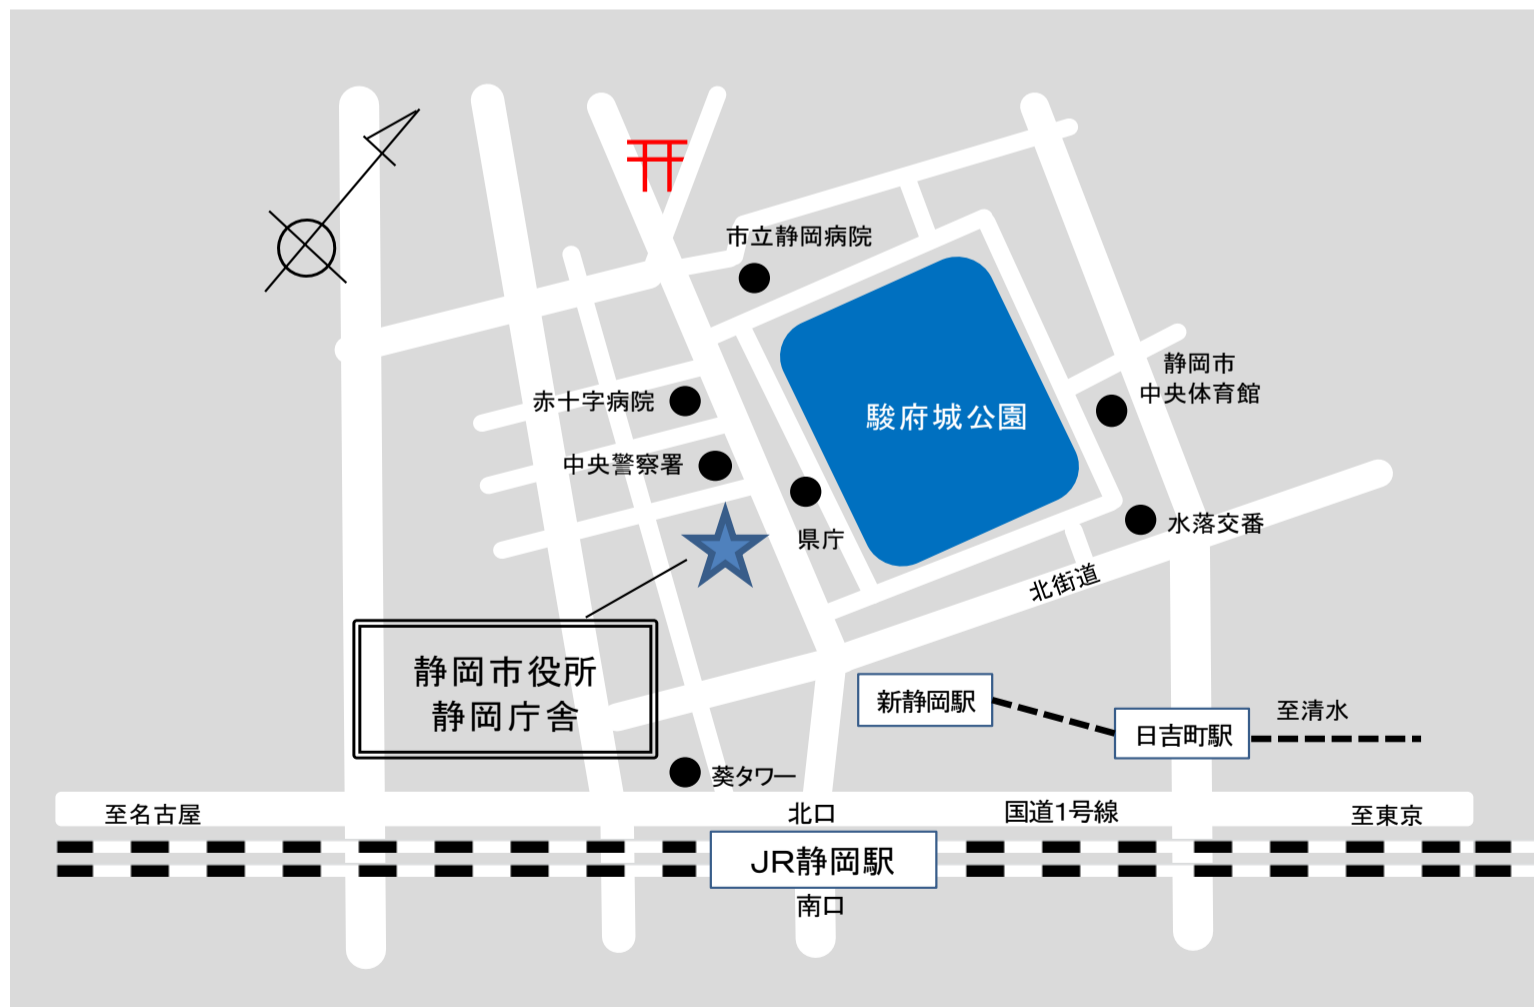 市立静岡病院
静岡市
中央体育館
赤十字病院
駿府城公園
中央警察署
県庁
水落交番
北街道
静岡市役所
静岡庁舎
新静岡駅
日吉町駅
至清水
葵タワー
至名古屋
北口
国道1号線
至東京
JR静岡駅
南口